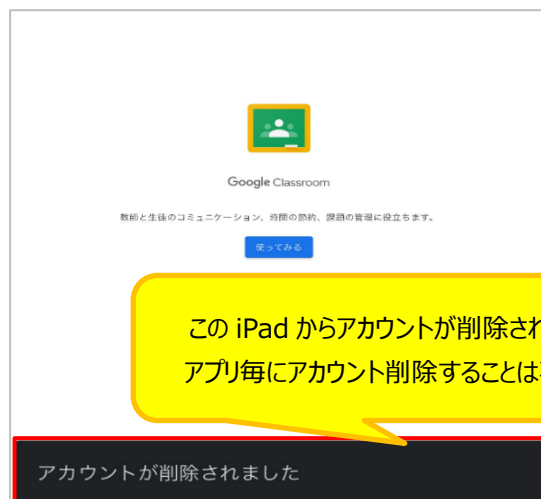 Google Classroom
教師と生徒のコミュニケーション、時間の節約、課題の管理に役立ちます。
使ってみる
この iPad からアカウントが削除さ
アプリ毎にアカウント削除することは
アカウントが削除されました